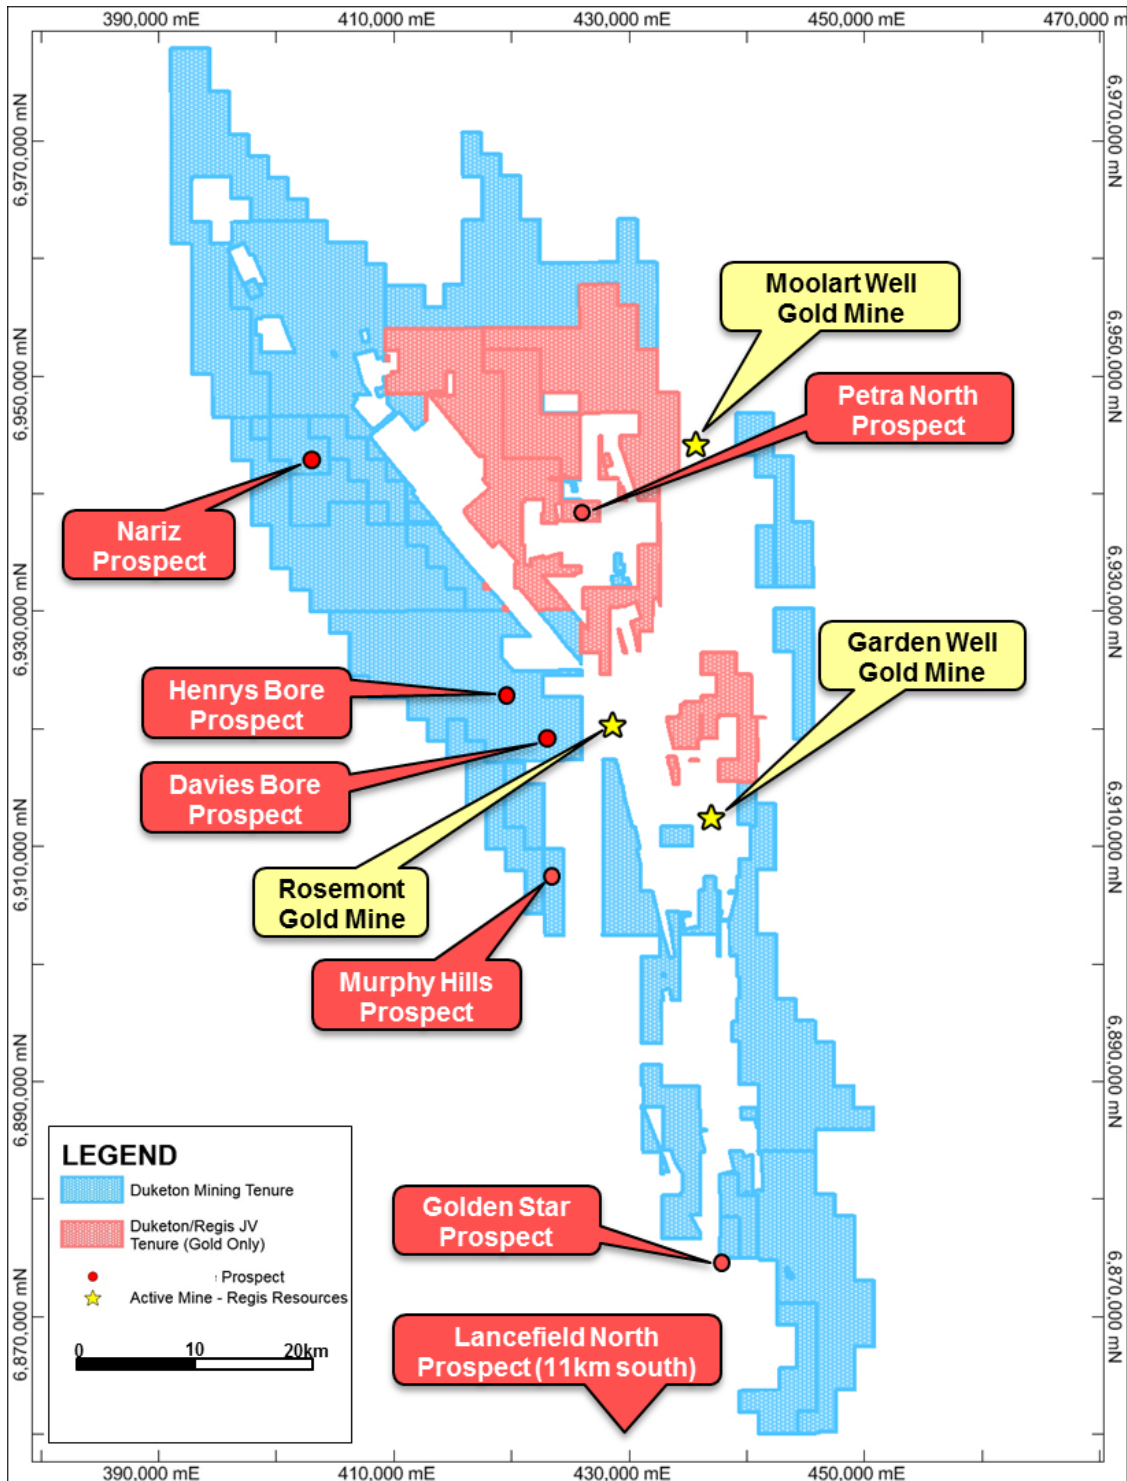 390,000 mE
410,000 mE
430,000 mE
450,000 mE
470,000 m
6,970,000 mN
6,970,000 mN
Moolart Well
Gold Mine
6,950,000 mN
6,950,000 mN
Petra North
Prospect
Nariz
Prospect
6,930,000 mN
6,930,000 mN
Garden Well
Gold Mine
Henrys Bore
Prospect
Davies Bore
Prospect
6,910,000 mN
6,910,000 mN
Rosemont
Gold Mine
Murphy Hills
Prospect
6,890,000 mN
6,890,000 mN
LEGEND
Duketon Mining Tenure
Duketon/Regis JV
Tenure (Gold Only)
Prospect
Active Mine - Regis Resources
0 10 20km
Golden Star
Prospect
6,870,000 mN
6,870,000 mN
Lancefield North
Prospect (11km south)
390,000 mE
410,000 mE
430,000 mE
450,000 mE